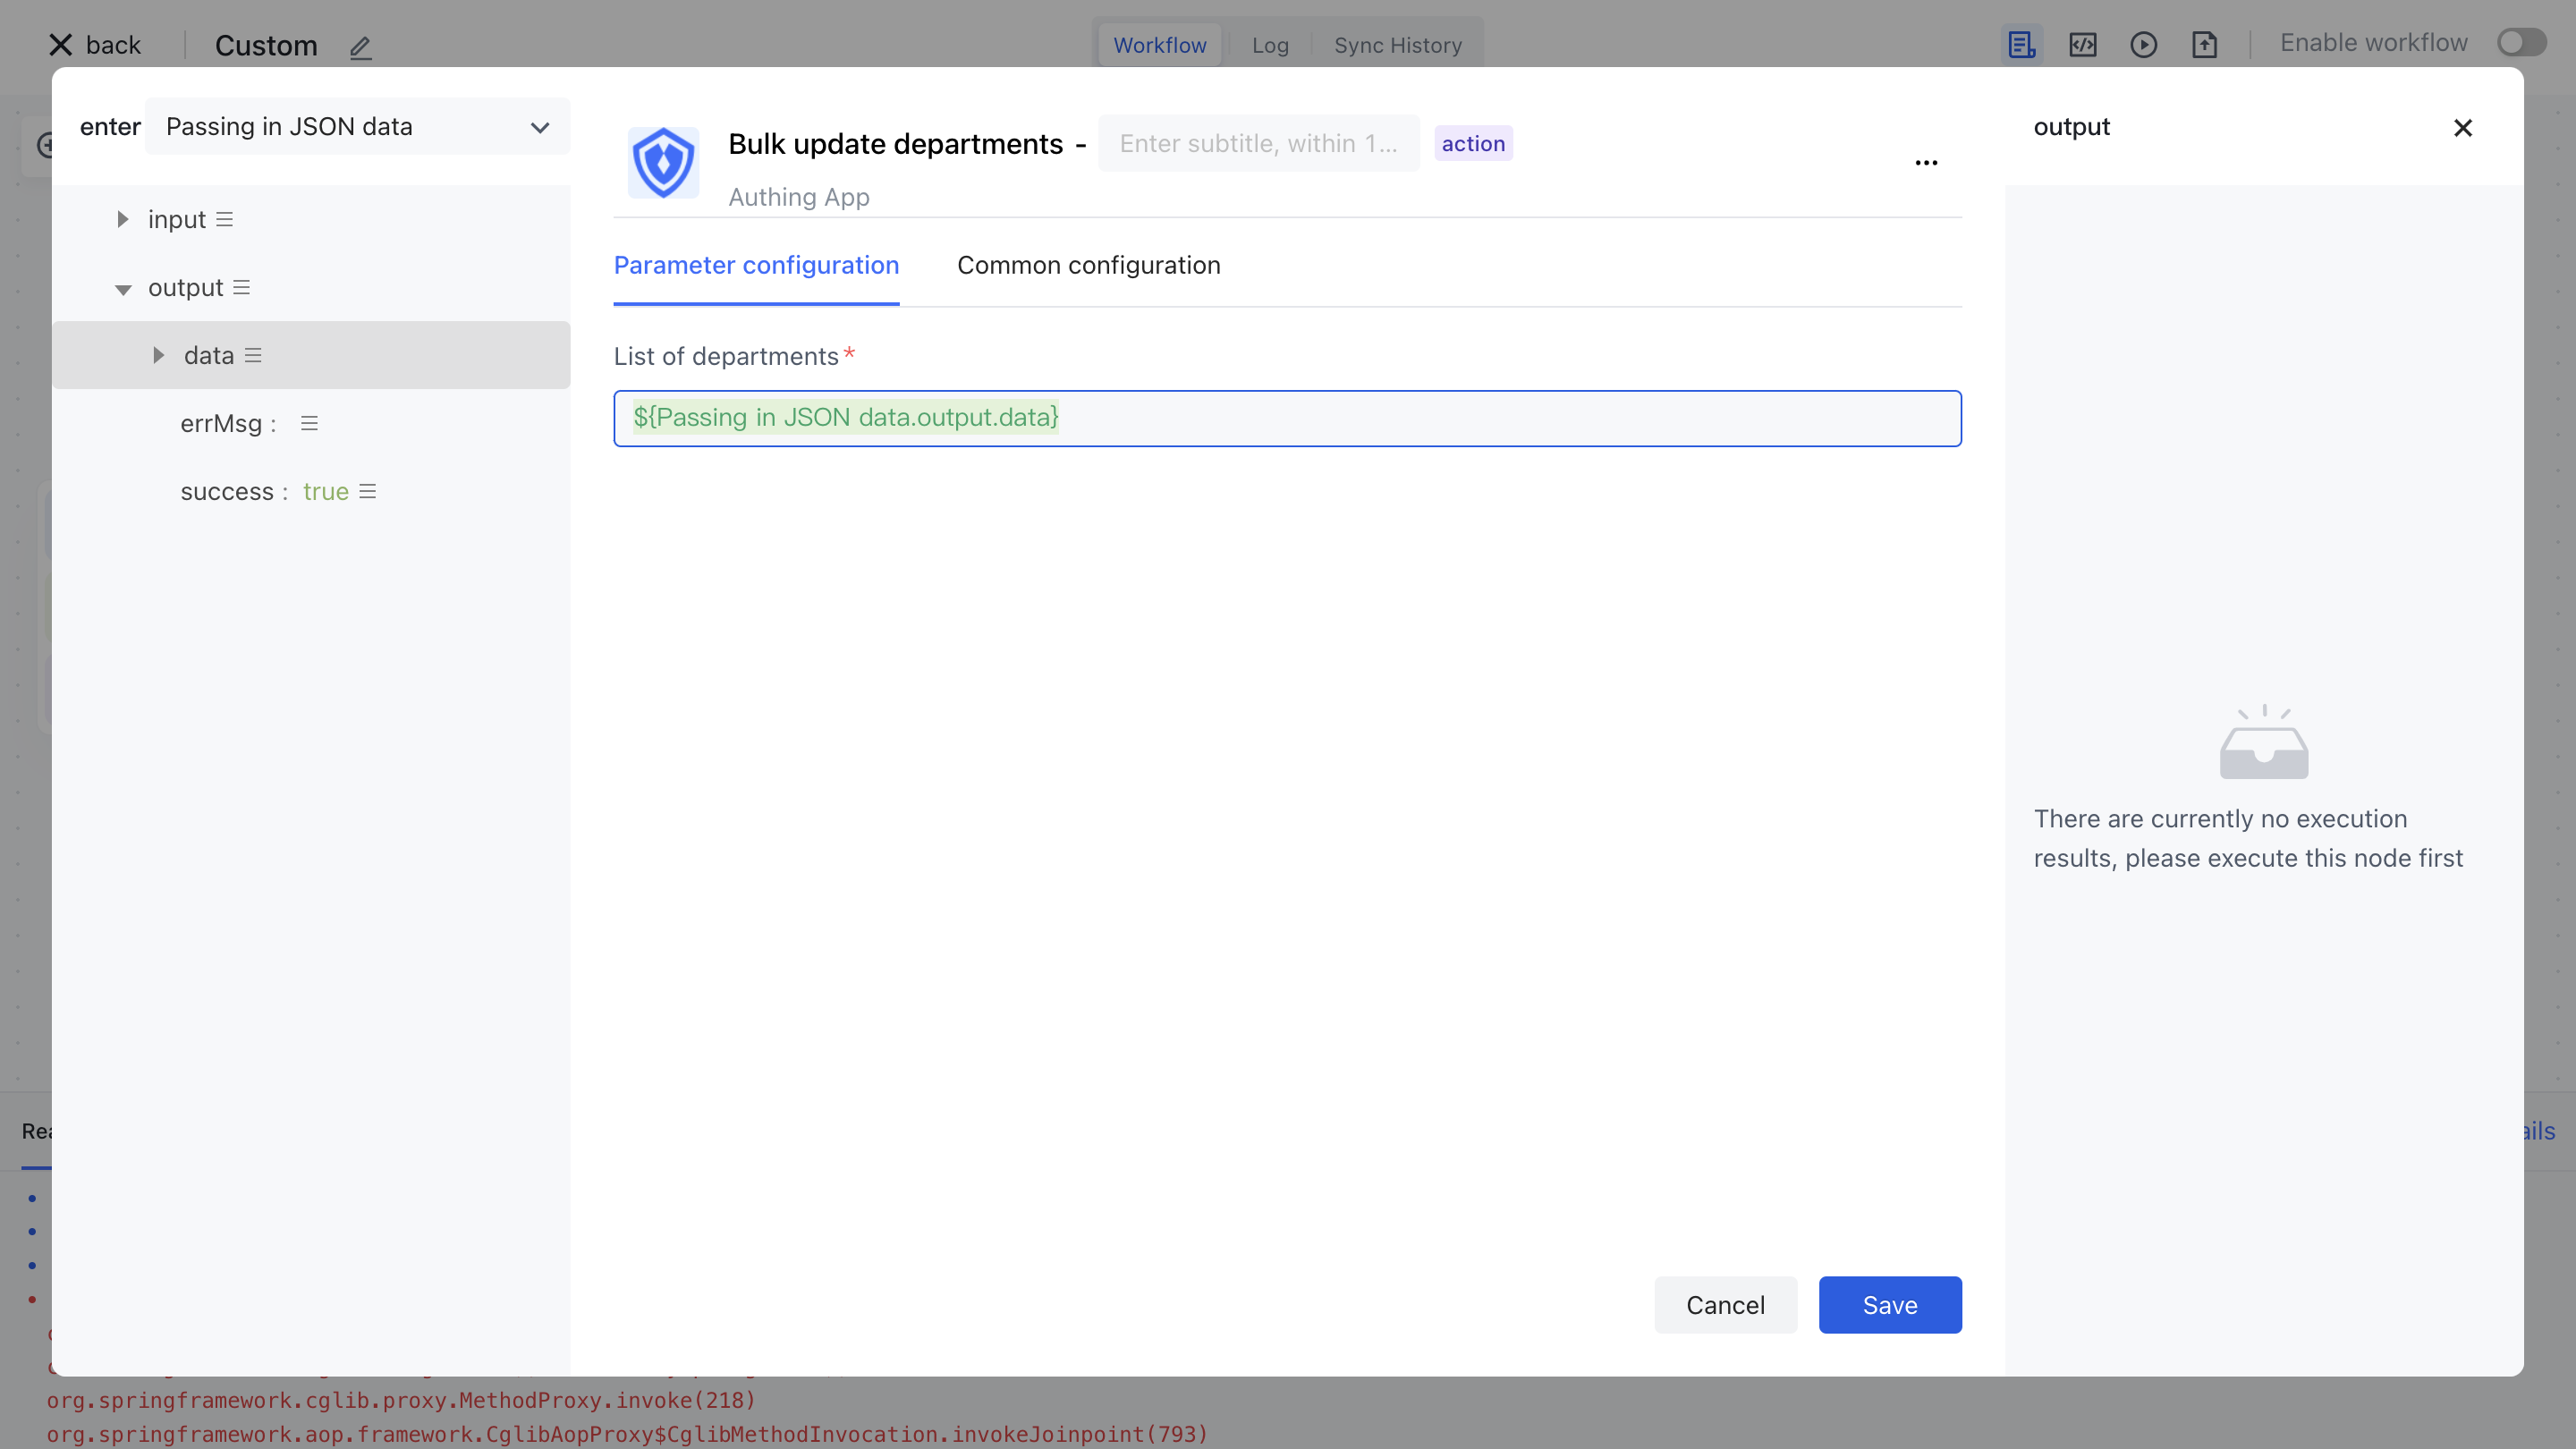 back
Custom
Workflow
Log
Sync History
Enable workflow
enter
Passing in JSON data
input
output
data
errMsg :
success : true
Bulk update departments -
Enter subtitle, within 1...
action
Authing App
Parameter configuration
Common configuration
List of departments*
${Passing in JSON data.output.data}
Cancel
Save
output
There are currently no execution
results, please execute this node first
Rea
ails
org.springframework.cglib.proxy.MethodProxy.invoke(218)
org.springframework.aop.framework.CglibAopProxy$CglibMethodInvocation.invokeJoinpoint(793)